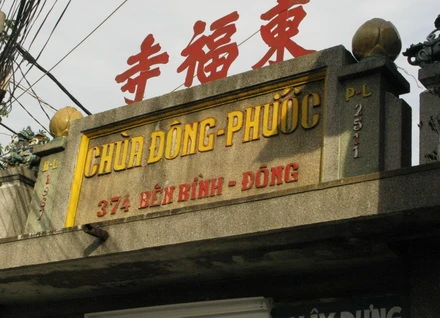 寺福東
CHÙA ĐÔNG-PHƯỚC
374 BẾN BÌNH - ĐÔNG
P-L
2531